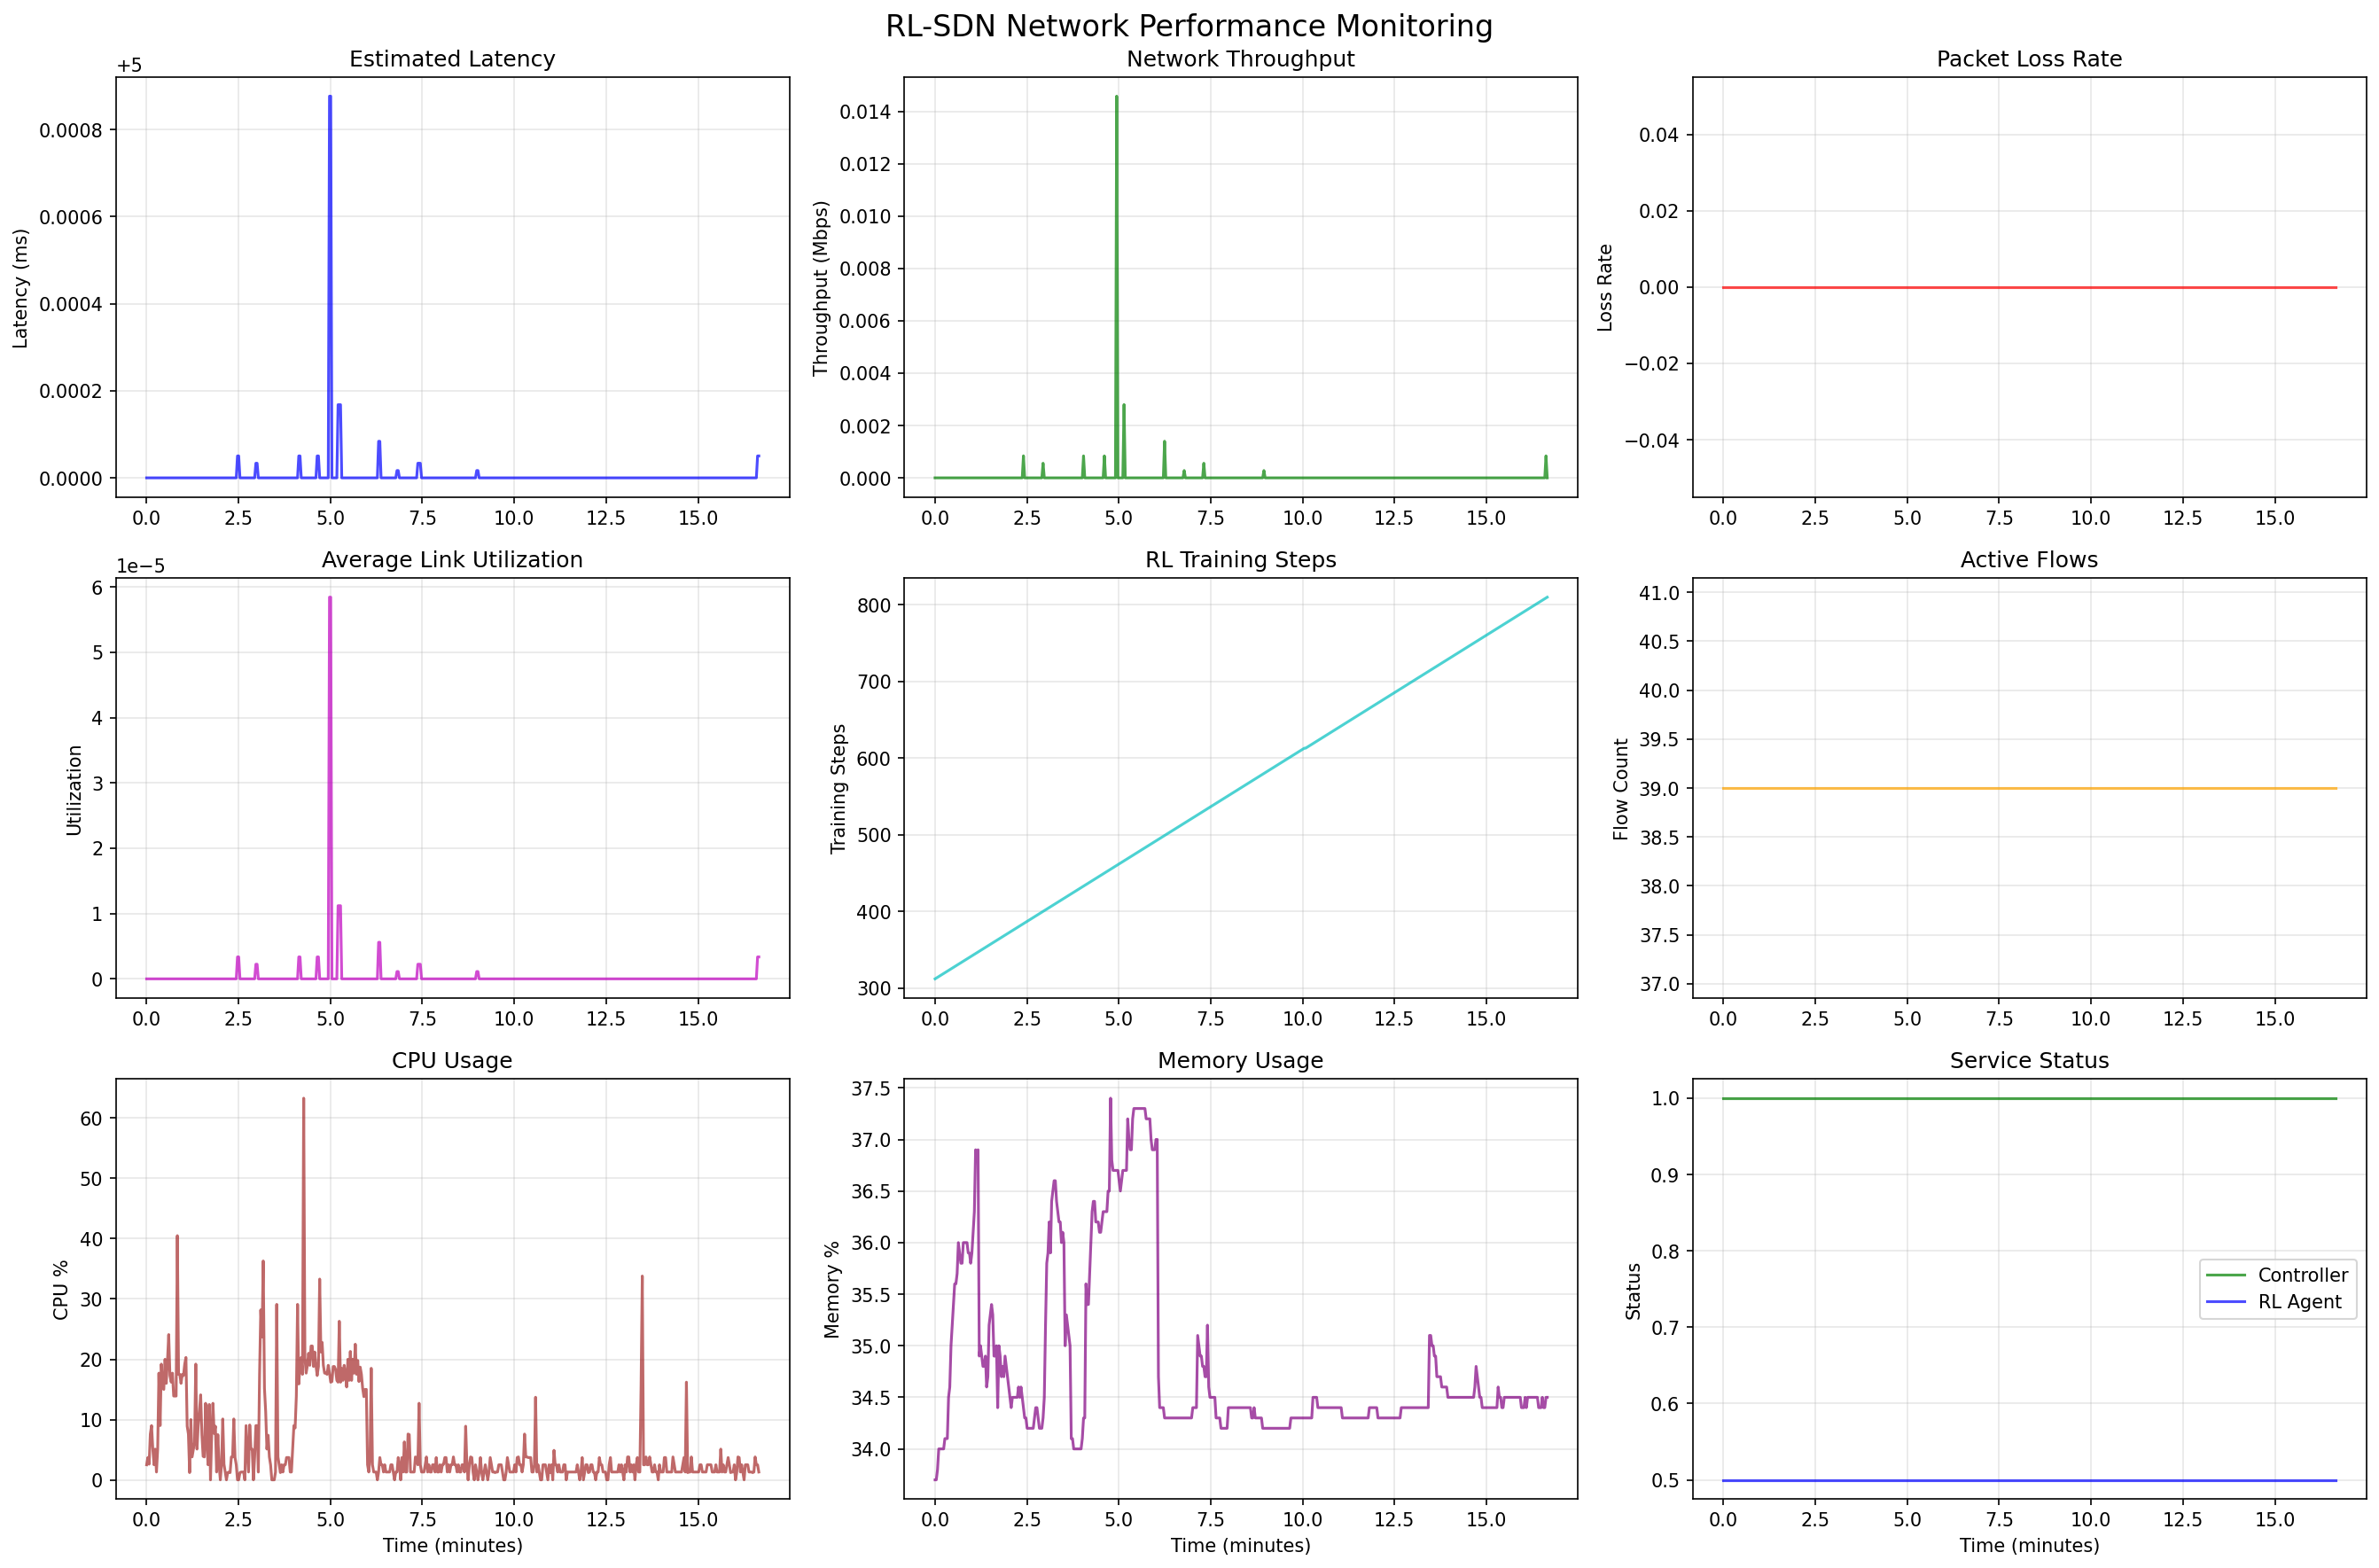 RL-SDN Network Performance Monitoring
Estimated Latency
+5
Latency (ms)
0.0008
0.0006
0.0004
0.0002
0.0000
0.0 2.5 5.0 7.5 10.0 12.5 15.0
Network Throughput
Throughput (Mbps)
0.014
0.012
0.010
0.008
0.006
0.004
0.002
0.000
0.0 2.5 5.0 7.5 10.0 12.5 15.0
Packet Loss Rate
Loss Rate
0.04
0.02
0.00
−0.02
−0.04
0.0 2.5 5.0 7.5 10.0 12.5 15.0
Average Link Utilization
1e−5
Utilization
6
5
4
3
2
1
0
0.0 2.5 5.0 7.5 10.0 12.5 15.0
RL Training Steps
Training Steps
800
700
600
500
400
300
0.0 2.5 5.0 7.5 10.0 12.5 15.0
Active Flows
Flow Count
41.0
40.5
40.0
39.5
39.0
38.5
38.0
37.5
37.0
0.0 2.5 5.0 7.5 10.0 12.5 15.0
CPU Usage
CPU %
60
50
40
30
20
10
0
0.0 2.5 5.0 7.5 10.0 12.5 15.0
Time (minutes)
Memory Usage
Memory %
37.5
37.0
36.5
36.0
35.5
35.0
34.5
34.0
0.0 2.5 5.0 7.5 10.0 12.5 15.0
Time (minutes)
Service Status
Status
1.0
0.9
0.8
0.7
0.6
0.5
Controller
RL Agent
0.0 2.5 5.0 7.5 10.0 12.5 15.0
Time (minutes)